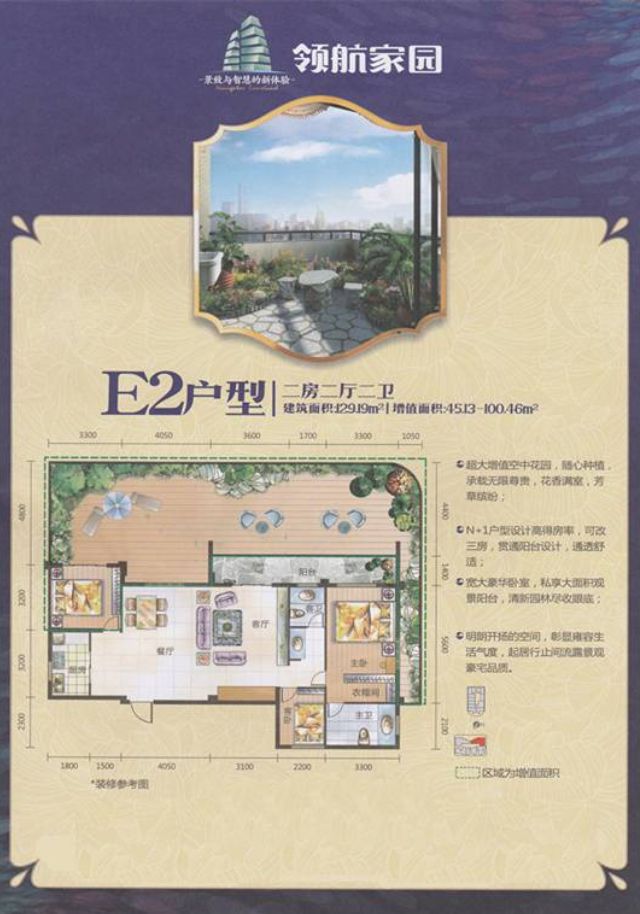 景致与智慧的新体验
领航家园
E2户型
二房二厅二卫
建筑面积:129.19m² | 增值面积:45.13-100.46m²
3300 4050 3600 1700 3300 1050
超大增值空中花园，随心种植，
承载无限尊贵，花香满室，芳
草缤纷；
N+1户型设计高得房率，可改
三房，贯通阳台设计，通透舒
适；
宽大豪华卧室，私享大面积观
景阳台，清新园林尽收眼底；
明朗开扬的空间，彰显雍容生
活气度，起居行止间流露景观
豪宅品质。
4800
3200
3200
2300
4400
1400
5600
2100
阳台
客卫
客厅
餐厅
厨房
主卧
衣帽间
主卫
卧房
1800 1500 4050 3100 2200 3300
*装修参考图
区域为增值面积